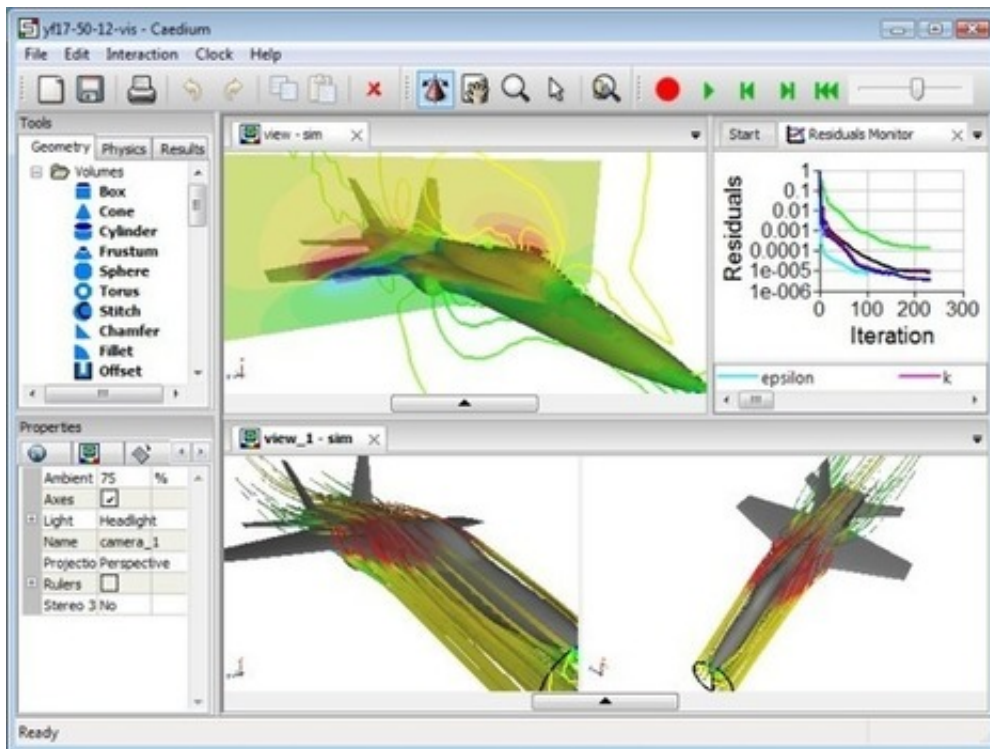 yf17-50-12-vis - Caedium
File Edit Interaction Clock Help
Tools
Geometry Physics Results
Volumes
Box
Cone
Cylinder
Frustum
Sphere
Torus
Stitch
Chamfer
Fillet
Offset
view - sim
Start Residuals Monitor
Residuals
1
0.1
0.01
0.001
0.0001
1e-005
1e-006
0 100 200 300
Iteration
epsilon k
Properties
Ambient 75 %
Axes
Light Headlight
Name camera_1
Projectio Perspective
Rulers
Stereo 3 No
view_1 - sim
Ready